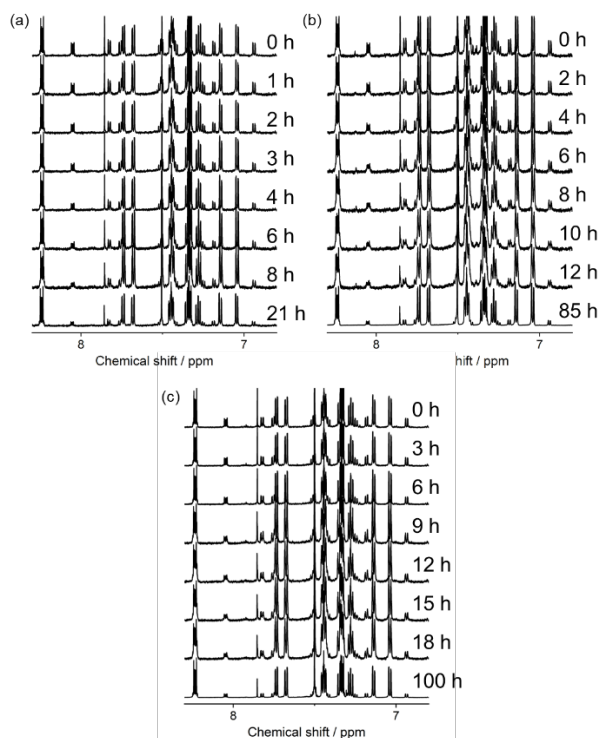 (a)
0 h
1 h
2 h
3 h
4 h
6 h
8 h
21 h
8
7
Chemical shift / ppm
(b)
0 h
2 h
4 h
6 h
8 h
10 h
12 h
85 h
8
7
hift / ppm
(c)
0 h
3 h
6 h
9 h
12 h
15 h
18 h
100 h
8
7
Chemical shift / ppm